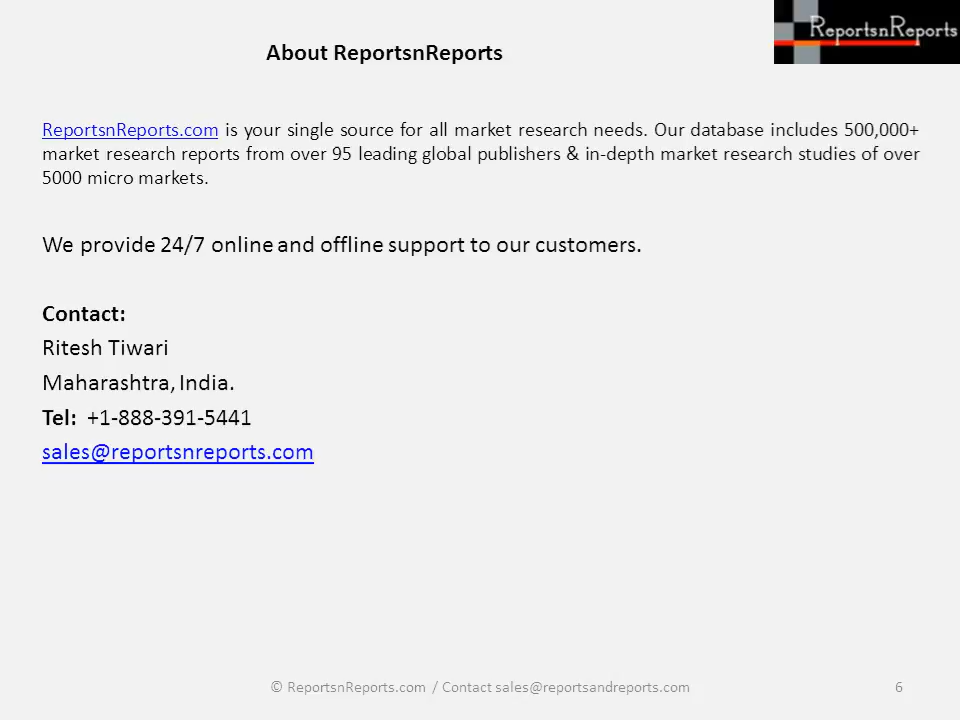 ReportsnReports
About ReportsnReports
ReportsnReports.com is your single source for all market research needs. Our database includes 500,000+
market research reports from over 95 leading global publishers & in-depth market research studies of over
5000 micro markets.
We provide 24/7 online and offline support to our customers.
Contact:
Ritesh Tiwari
Maharashtra, India.
Tel: +1-888-391-5441
sales@reportsnreports.com
© ReportsnReports.com / Contact sales@reportsandreports.com
6